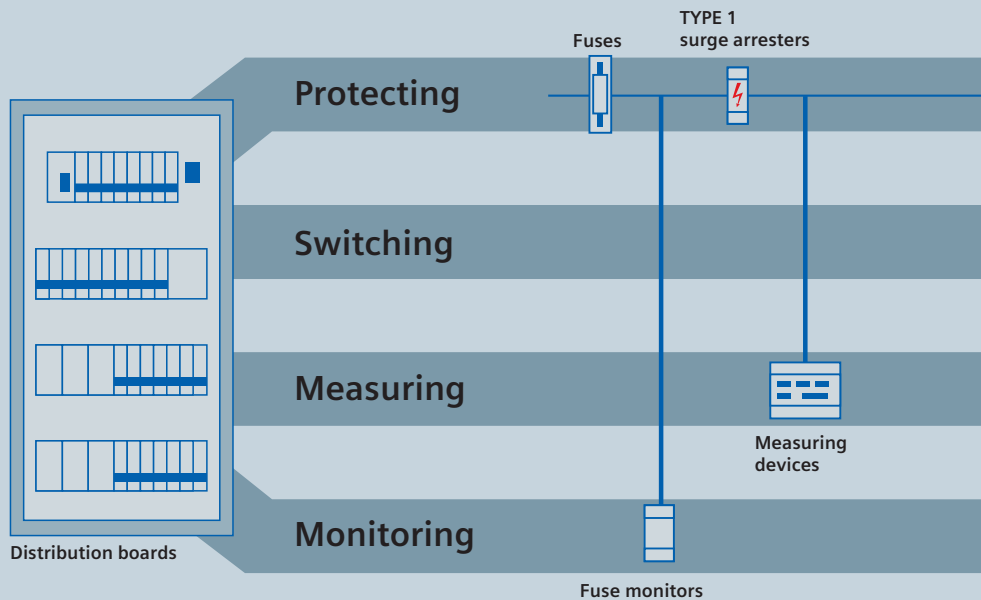 TYPE 1
surge arresters
Fuses
Protecting
Switching
Measuring
Measuring
devices
Monitoring
Distribution boards
Fuse monitors